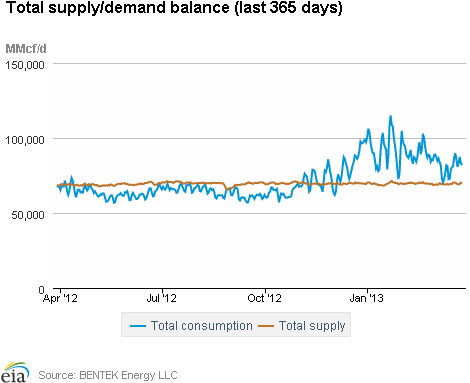 Total supply/demand balance (last 365 days)
MMcf/d
150,000
100,000
50,000
0
Apr '12 Jul '12 Oct '12 Jan '13
Total consumption Total supply
eia Source: BENTEK Energy LLC